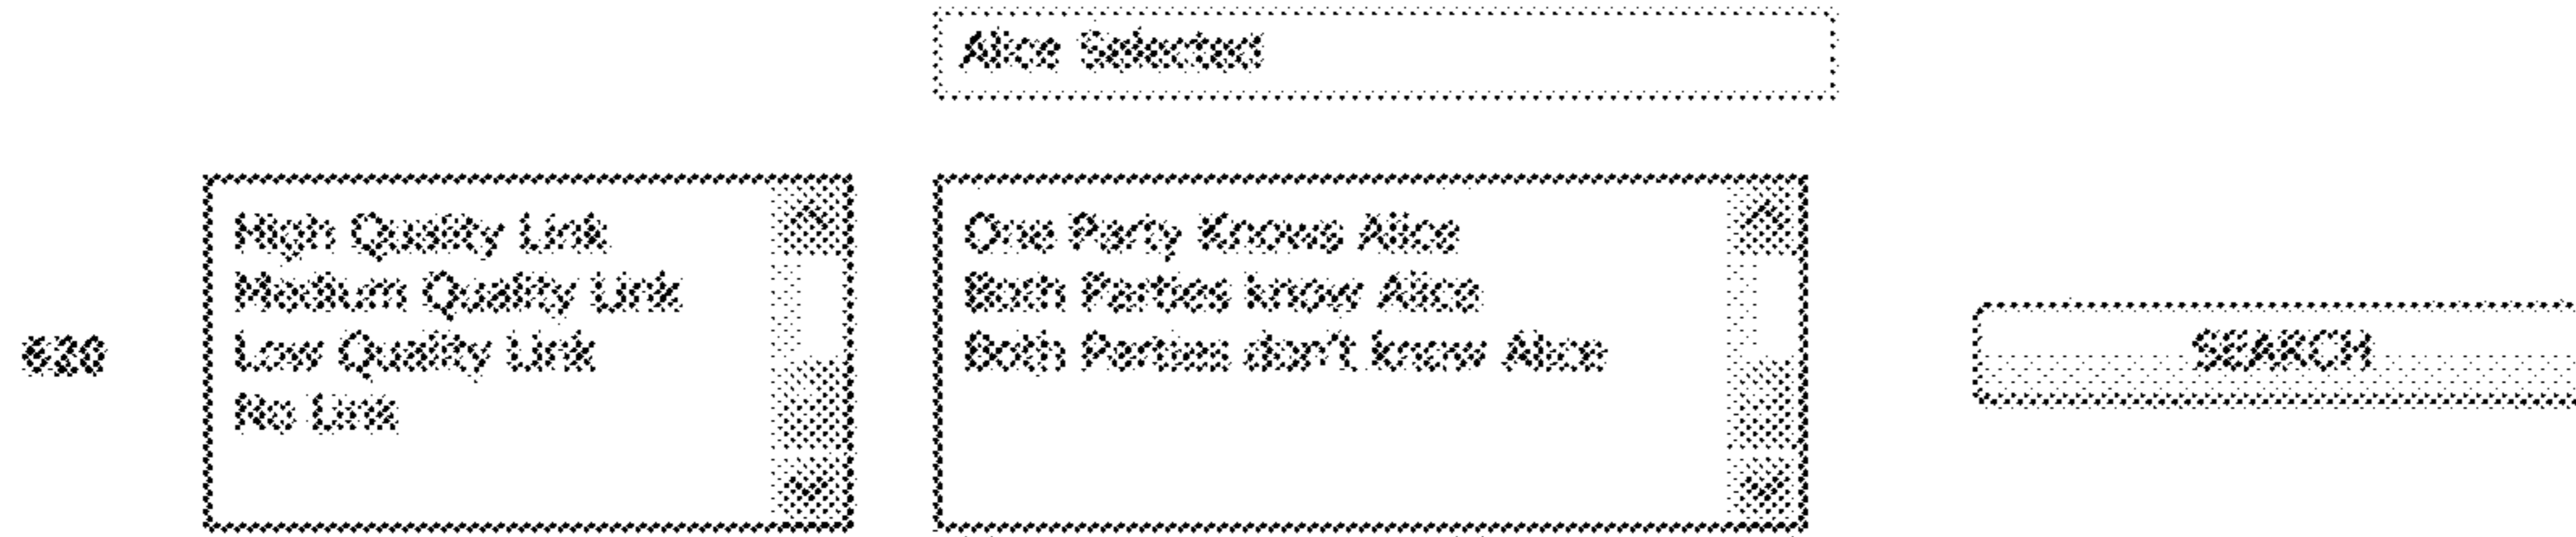 Alice Selected
High Quality Link
Medium Quality Link
Low Quality Link
No Link
One Party Knows Alice
Both Parties know Alice
Both Parties don't know Alice
630
SEARCH